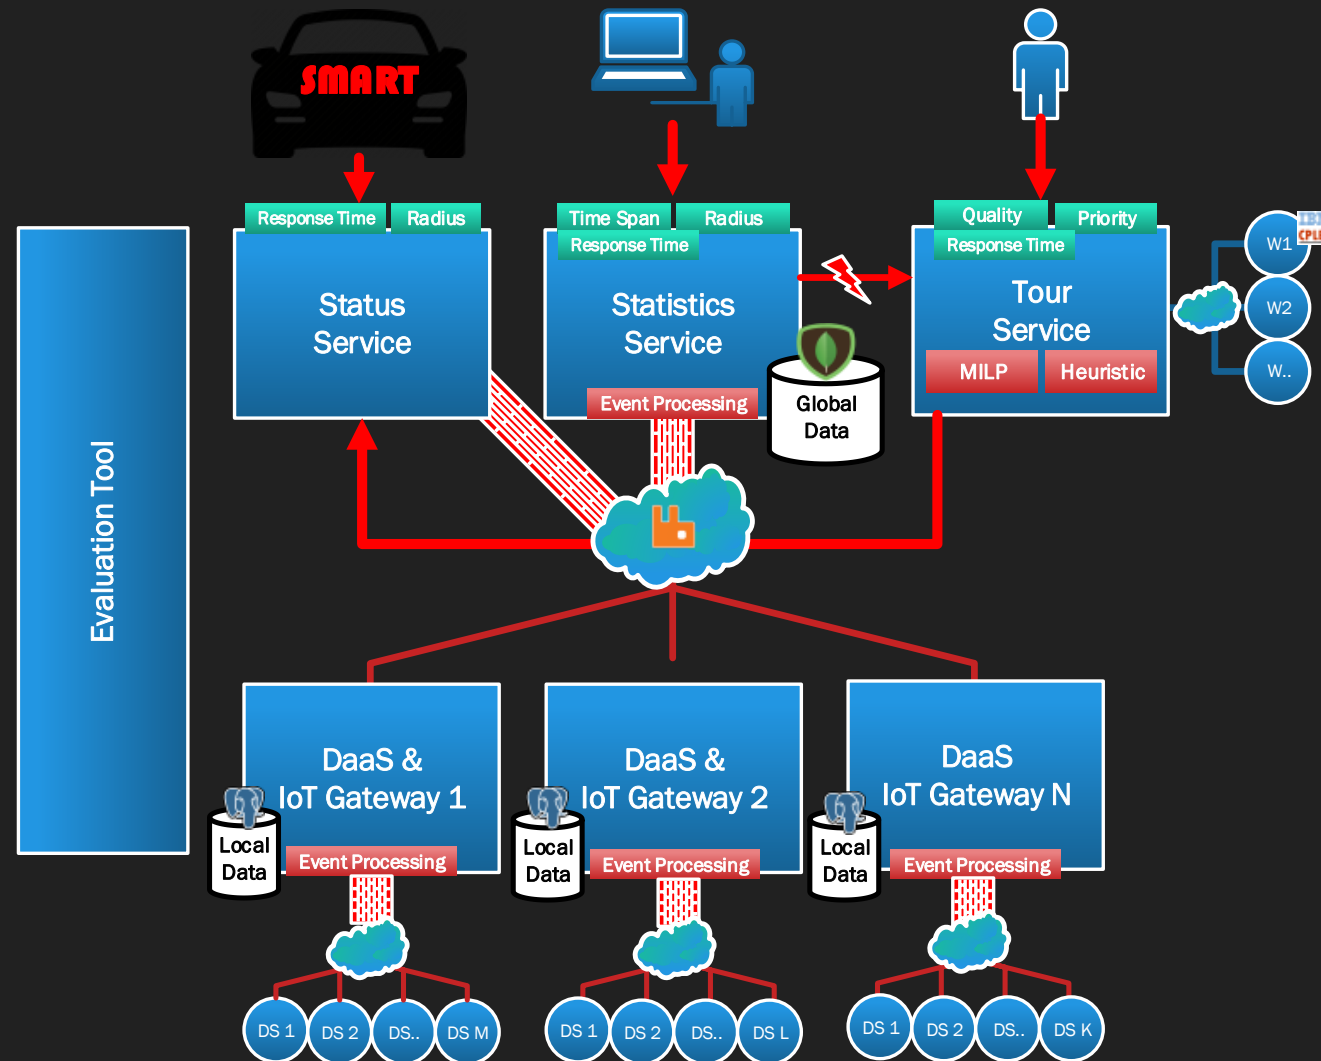 SMART
Response Time
Radius
Time Span
Radius
Response Time
Quality
Priority
Response Time
Status
Service
Statistics
Service
Event Processing
Tour
Service
MILP
Heuristic
Global
Data
W1
W2
W..
Evaluation Tool
DaaS &
IoT Gateway 1
Local
Data
Event Processing
DaaS &
IoT Gateway 2
Local
Data
Event Processing
DaaS
IoT Gateway N
Local
Data
Event Processing
DS 1
DS 2
DS..
DS M
DS 1
DS 2
DS..
DS L
DS 1
DS 2
DS..
DS K